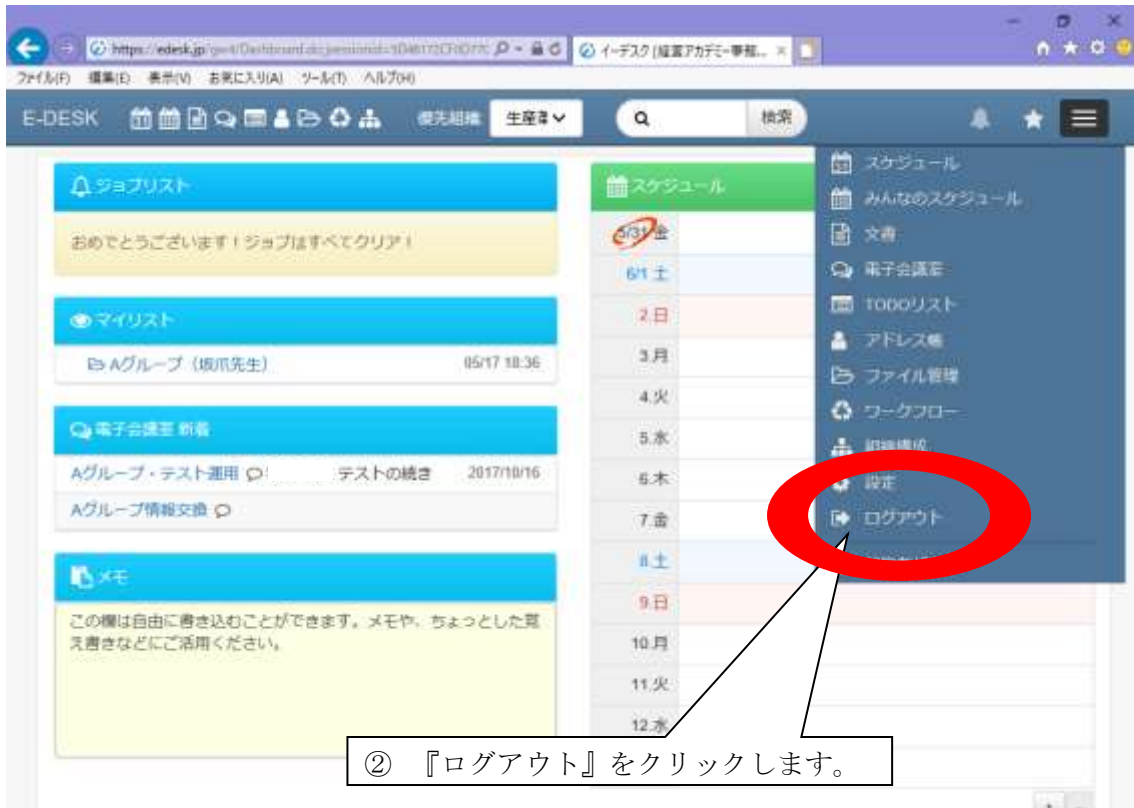 https://edesk.jp
イーデスク
ファイル(F) 編集(E) 表示(V) お気に入り(A) ツール(T) ヘルプ(H)
E-DESK 優先組織 検索
ジョブリスト
おめでとうございます！ジョブはすべてクリア！
マイリスト
Aグループ 05/17 18:36
電子会議室 新着
Aグループ・テスト運用 テストの続き 2017/10/16
Aグループ情報交換
メモ
この欄は自由に書き込むことができます。メモや、ちょっとした覚
え書きなどにご活用ください。
スケジュール
5/31 金
6/1 土
2.日
3.月
4.火
5.水
6.木
7.金
8.土
9.日
10.月
11.火
12.水
スケジュール
みんなのスケジュール
文書
電子会議室
TODOリスト
アドレス帳
ファイル管理
ワークフロー
組織構成
設定
ログアウト
② 『ログアウト』をクリックします。